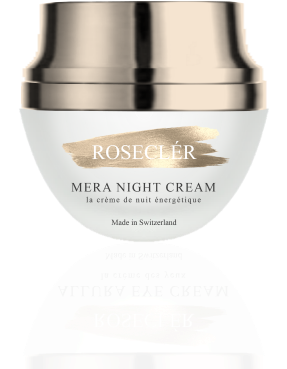 ROSECLÉR
MERA NIGHT CREAM
la crème de nuit énergétique
Made in Switzerland